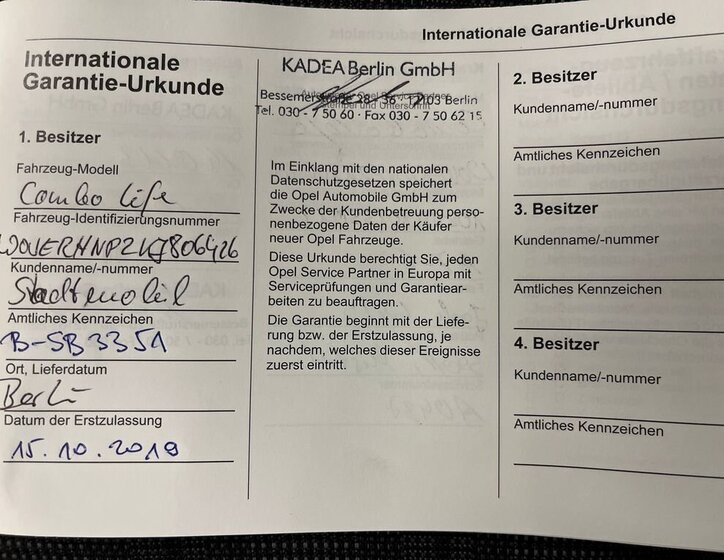 Internationale Garantie-Urkunde
Internationale
Garantie-Urkunde
1. Besitzer
Fahrzeug-Modell
Combo Life
Fahrzeug-Identifizierungsnummer
Kundenname/-nummer
Stadtmobil
Amtliches Kennzeichen
B-SB3351
Ort, Lieferdatum
Berlin
Datum der Erstzulassung
15.10.2019
KADEA Berlin GmbH
Bessemerstraße 28 - 36 · 12103 Berlin
Tel. 030 - 7 50 60 · Fax 030 - 7 50 62 15
Im Einklang mit den nationalen
Datenschutzgesetzen speichert
die Opel Automobile GmbH zum
Zwecke der Kundenbetreuung perso-
nenbezogene Daten der Käufer
neuer Opel Fahrzeuge.
Diese Urkunde berechtigt Sie, jeden
Opel Service Partner in Europa mit
Serviceprüfungen und Garantiear-
beiten zu beauftragen.
Die Garantie beginnt mit der Liefe-
rung bzw. der Erstzulassung, je
nachdem, welches dieser Ereignisse
zuerst eintritt.
2. Besitzer
Kundenname/-nummer
Amtliches Kennzeichen
3. Besitzer
Kundenname/-nummer
Amtliches Kennzeichen
4. Besitzer
Kundenname/-nummer
Amtliches Kennzeichen